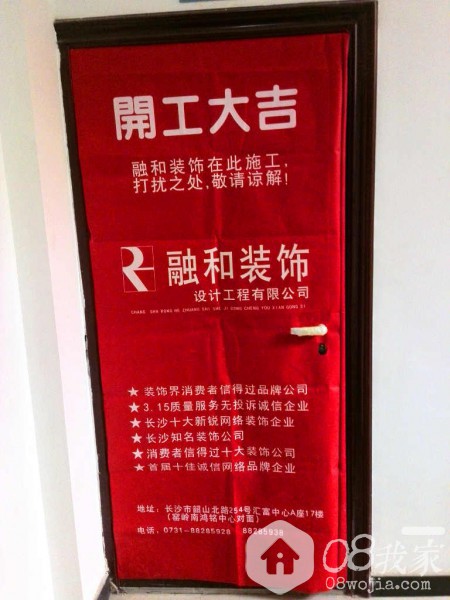 開工大吉
融和装饰在此施工，
打扰之处，敬请谅解！
融和装饰
设计工程有限公司
★ 装饰界消费者信得过品牌公司
★ 3.15质量服务无投诉诚信企业
★ 长沙十大新锐网络装饰企业
★ 长沙知名装饰公司
★ 消费者信得过十大装饰公司
★ 首届十佳诚信网络品牌企业
地址：长沙市韶山北路254号汇富中心A座17楼
（窑岭南鸿铭中心对面）
电话：0731-88285928 88285938
08我家
08wojia.com